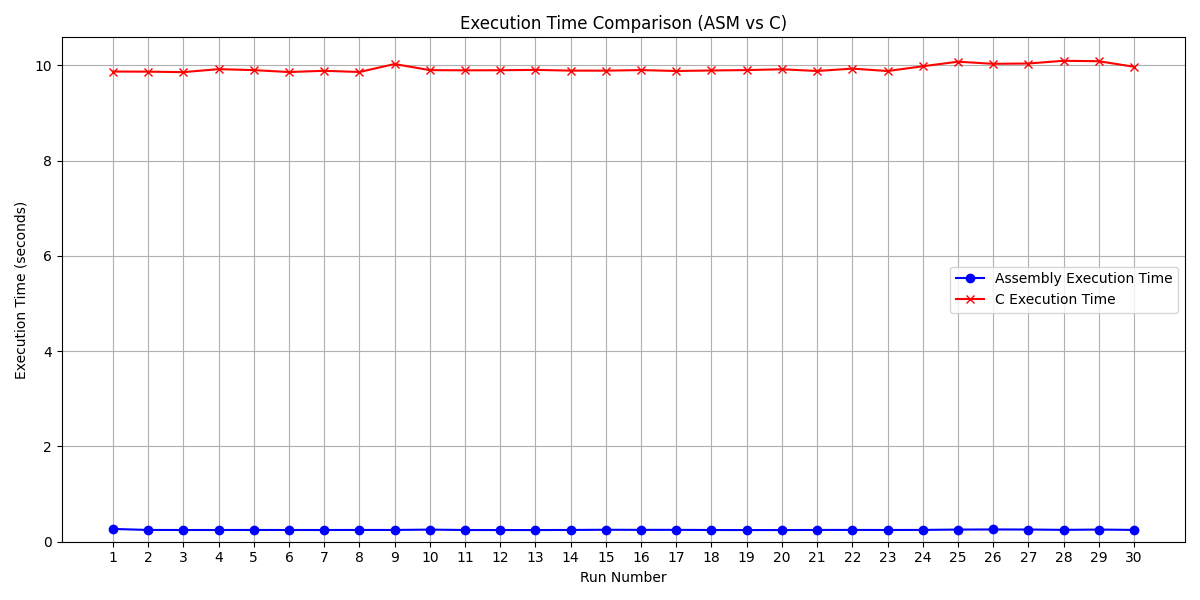 Execution Time Comparison (ASM vs C)
Execution Time (seconds)
10
8
6
4
2
0
Assembly Execution Time
C Execution Time
1 2 3 4 5 6 7 8 9 10 11 12 13 14 15 16 17 18 19 20 21 22 23 24 25 26 27 28 29 30
Run Number